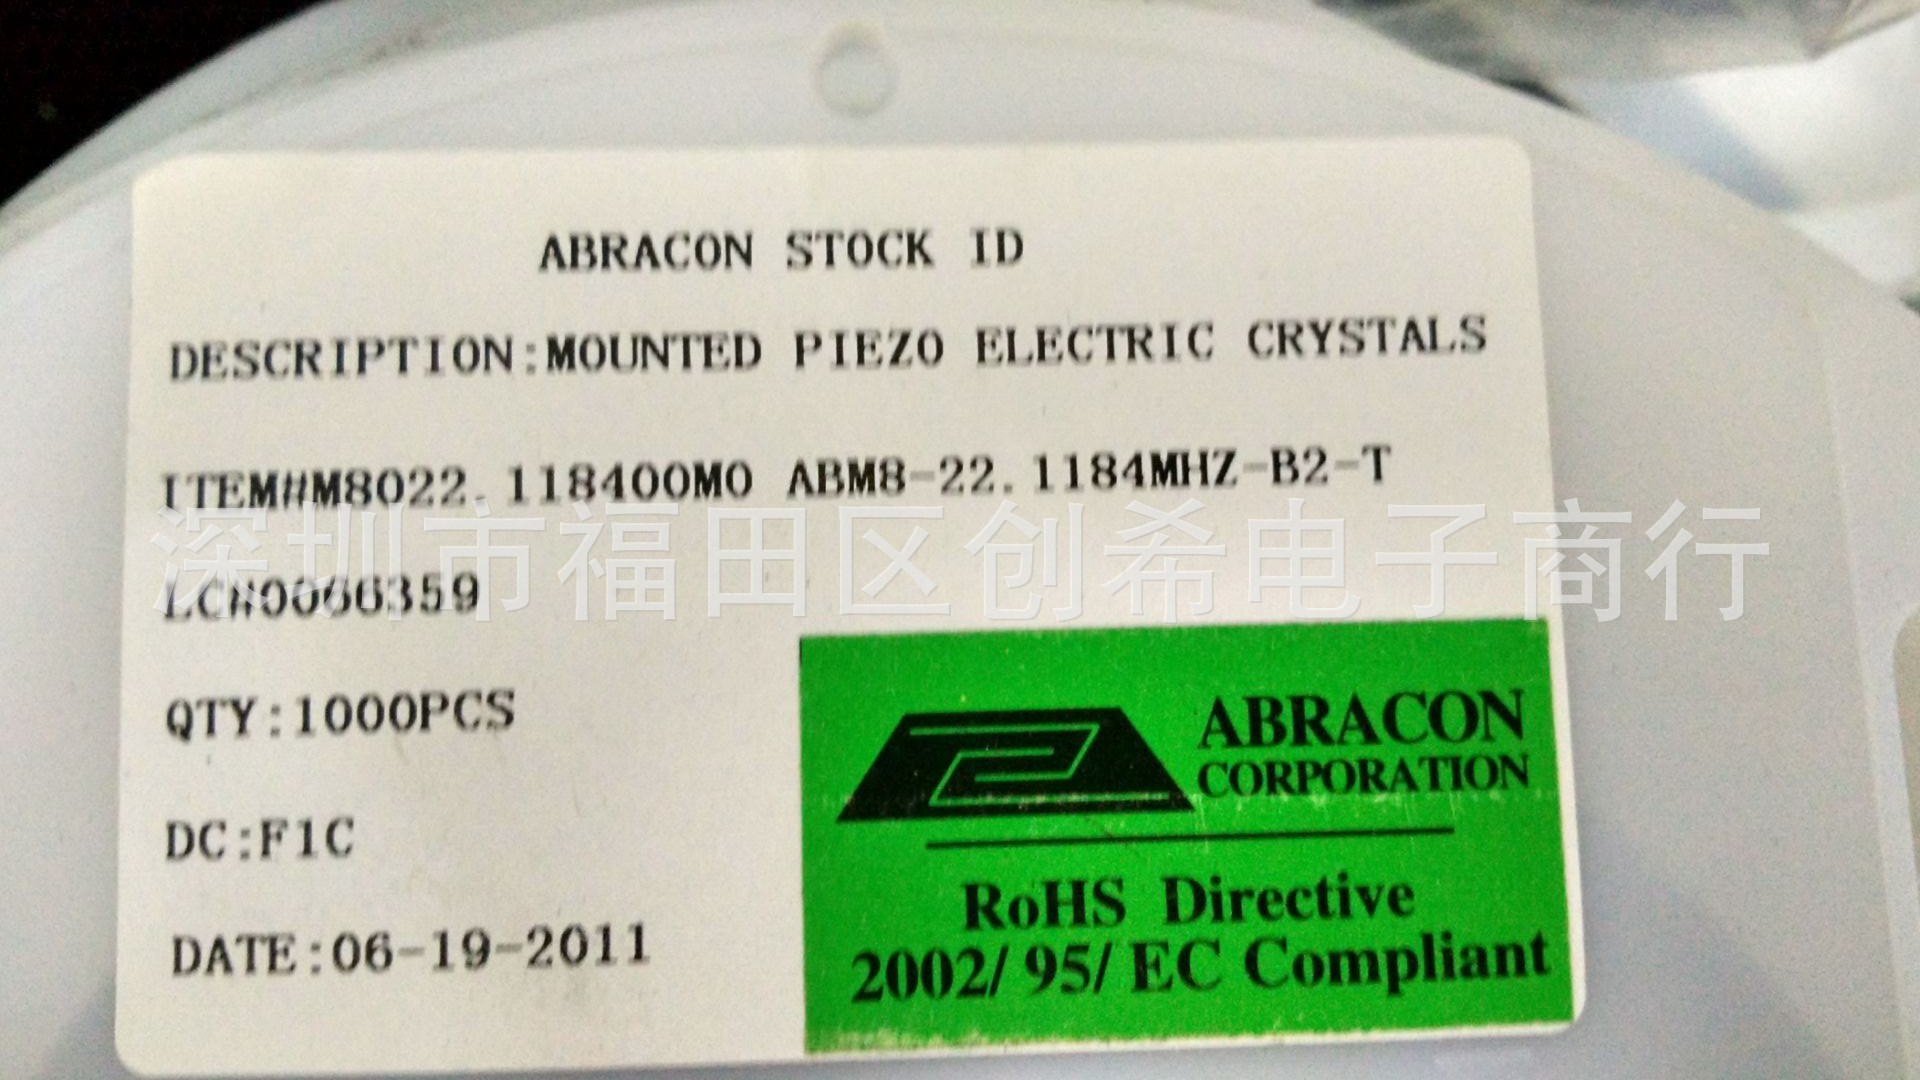 ABRACON STOCK ID
DESCRIPTION:MOUNTED PIEZO ELECTRIC CRYSTALS
ITEM#M8022.118400M0 ABM8-22.1184MHZ-B2-T
深圳市福田区创希电子商行
LC#0066359
QTY:1000PCS
DC:F1C
DATE:06-19-2011
ABRACON
CORPORATION
RoHS Directive
2002/95/EC Compliant